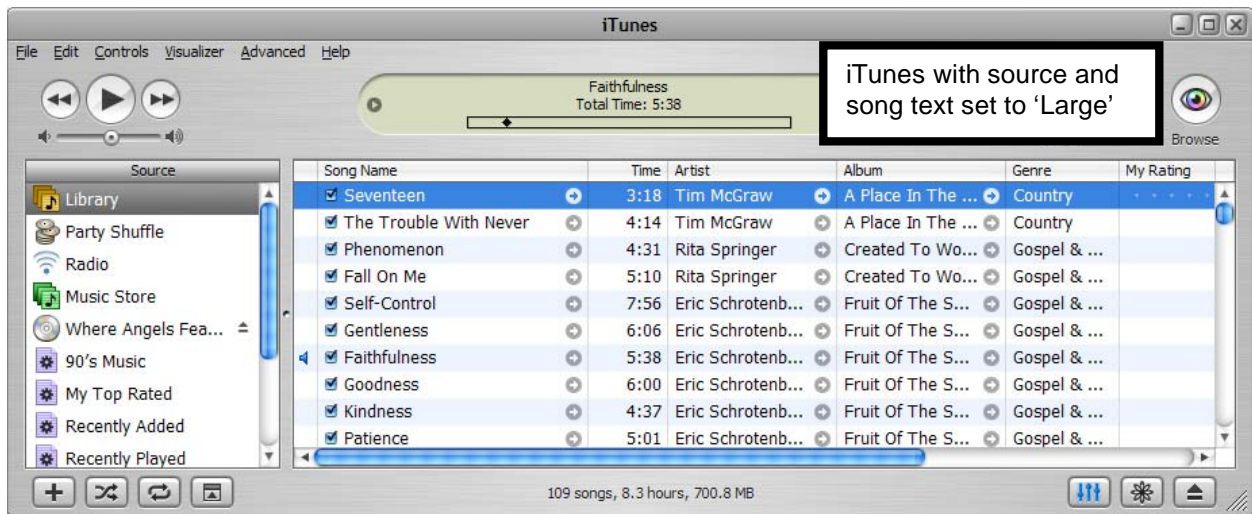 iTunes
File Edit Controls Visualizer Advanced Help
Faithfulness
Total Time: 5:38
iTunes with source and
song text set to ‘Large’
Browse
Source
Library
Party Shuffle
Radio
Music Store
Where Angels Fea...
90's Music
My Top Rated
Recently Added
Recently Played
Song Name Time Artist Album Genre My Rating
Seventeen 3:18 Tim McGraw A Place In The ... Country
The Trouble With Never 4:14 Tim McGraw A Place In The ... Country
Phenomenon 4:31 Rita Springer Created To Wo... Gospel & ...
Fall On Me 5:10 Rita Springer Created To Wo... Gospel & ...
Self-Control 7:56 Eric Schrotenb... Fruit Of The S... Gospel & ...
Gentleness 6:06 Eric Schrotenb... Fruit Of The S... Gospel & ...
Faithfulness 5:38 Eric Schrotenb... Fruit Of The S... Gospel & ...
Goodness 6:00 Eric Schrotenb... Fruit Of The S... Gospel & ...
Kindness 4:37 Eric Schrotenb... Fruit Of The S... Gospel & ...
Patience 5:01 Eric Schrotenb... Fruit Of The S... Gospel & ...
109 songs, 8.3 hours, 700.8 MB